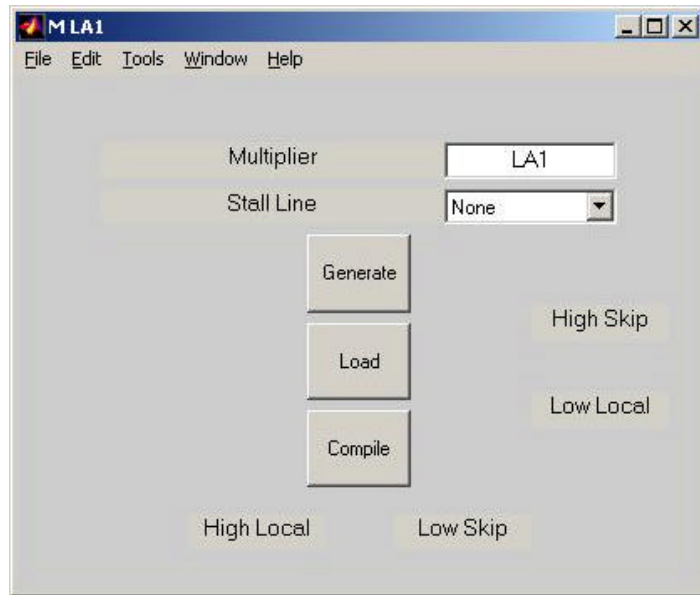 M LA1
File Edit Tools Window Help
Multiplier LA1
Stall Line None
Generate
High Skip
Load
Low Local
Compile
High Local Low Skip